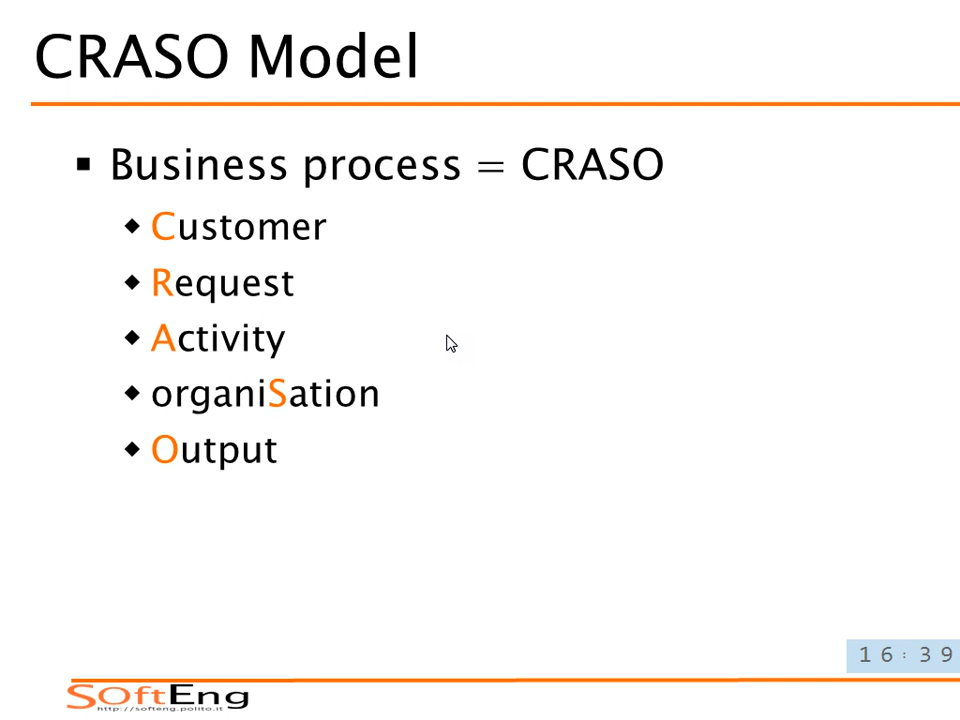 CRASO Model
Business process = CRASO
Customer
Request
Activity
organiSation
Output
16:39
SoftEng
http://softeng.polito.it